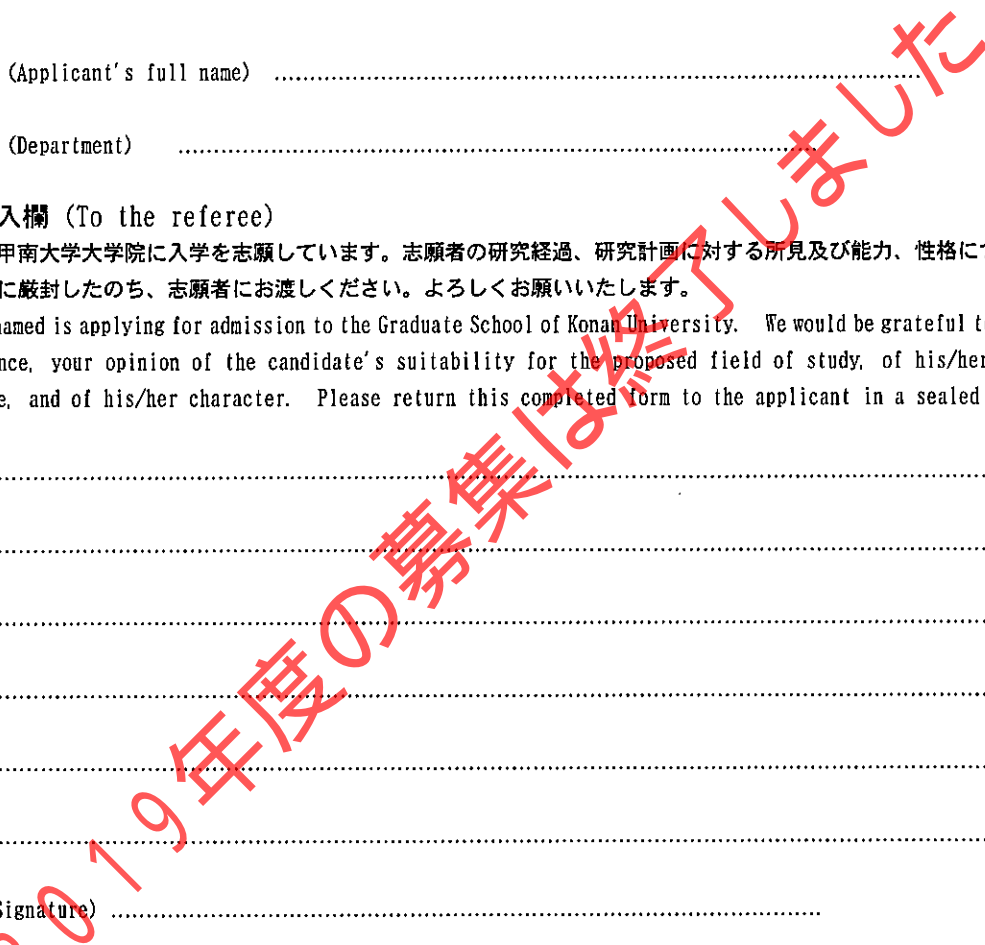 (Applicant's full name)
(Department)
入欄 (To the referee)
甲南大学大学院に入学を志願しています。志願者の研究経過、研究計画に対する所見及び能力、性格に
に厳封したのち、志願者にお渡しください。よろしくお願いいたします。
named is applying for admission to the Graduate School of Konan University. We would be grateful t
nce, your opinion of the candidate's suitability for the proposed field of study, of his/her
e, and of his/her character. Please return this completed form to the applicant in a sealed
Signature)
2019年度の募集は終了しました